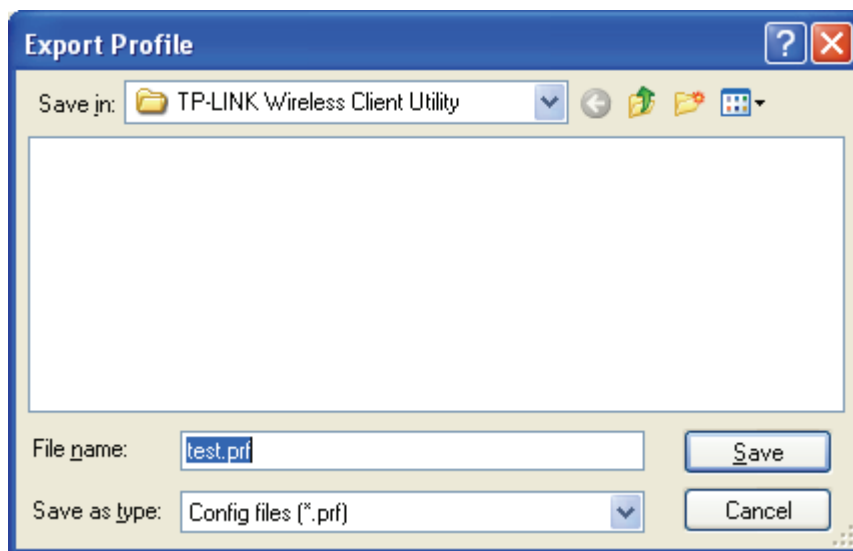 Export Profile
Save in: TP-LINK Wireless Client Utility
File name: test.prf Save
Save as type: Config files (*.prf) Cancel